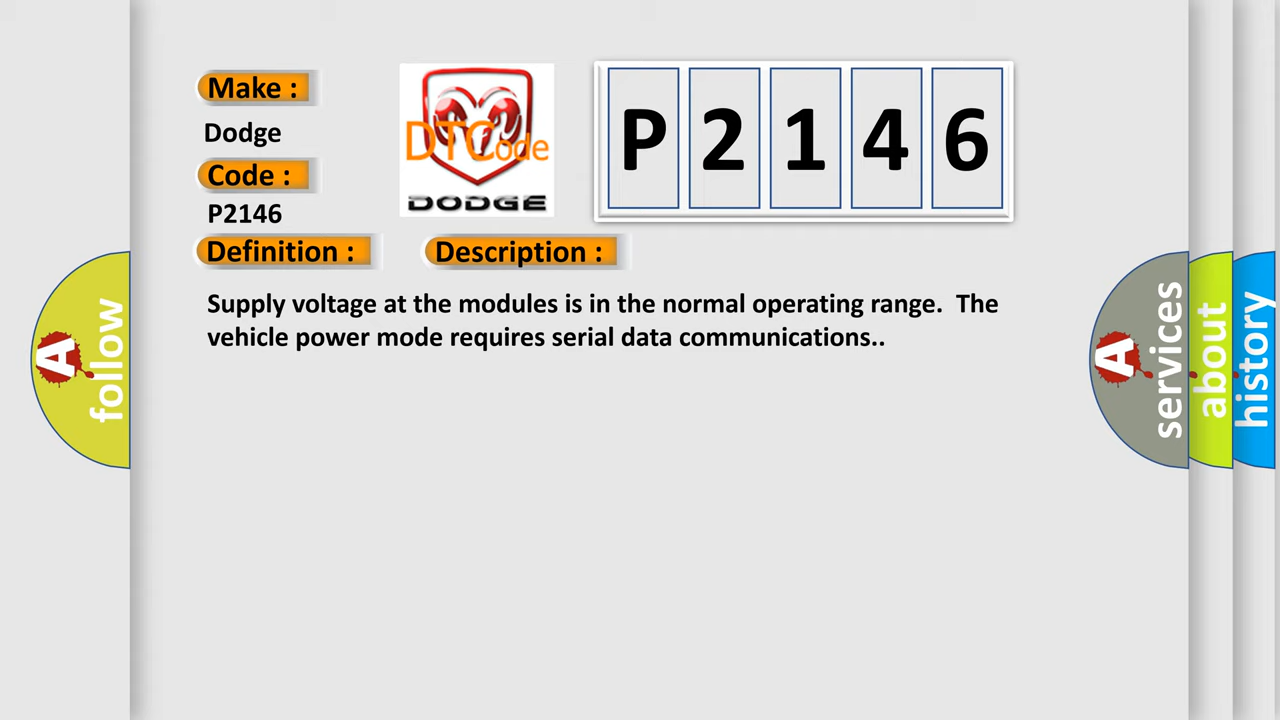 Make :
Dodge
Code :
P2146
Definition :
Description :
Supply voltage at the modules is in the normal operating range. The
vehicle power mode requires serial data communications..
DTCode
DODGE
P 2 1 4 6
A follow
A services
about
history